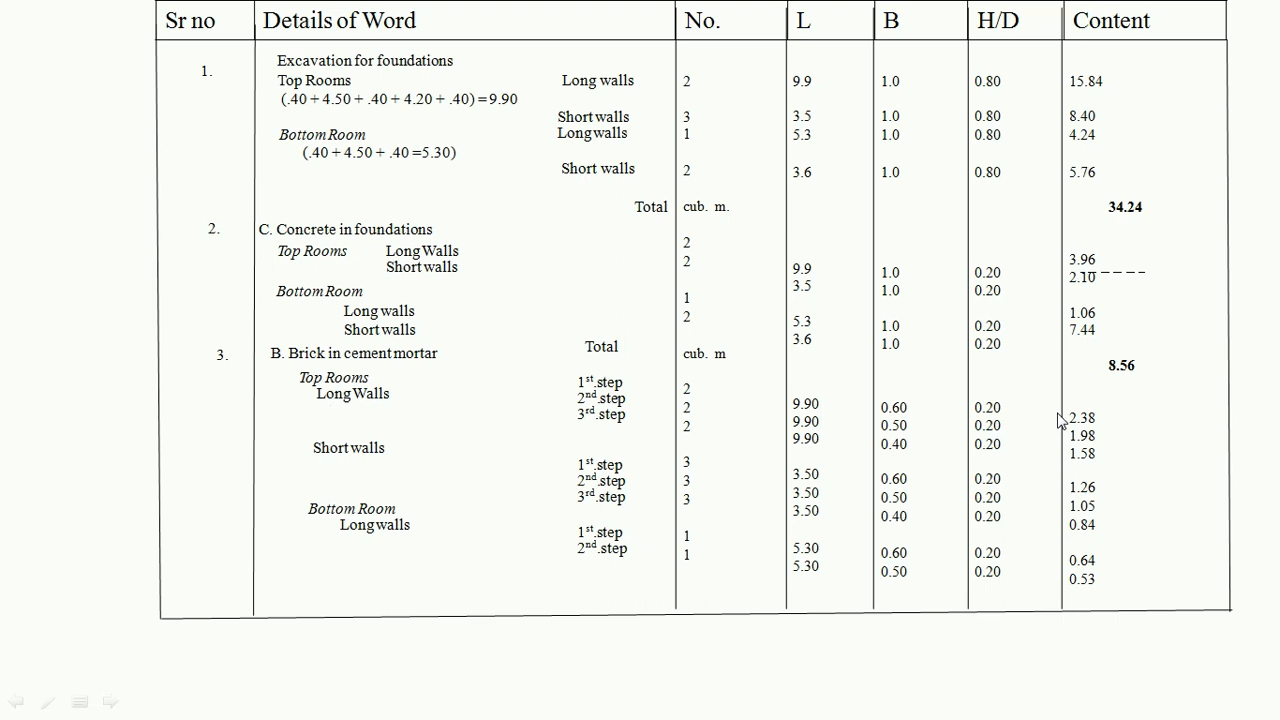 Sr no Details of Word No. L B H/D Content
1. Excavation for foundations
Top Rooms Long walls 2 9.9 1.0 0.80 15.84
(.40 + 4.50 + .40 + 4.20 + .40) = 9.90
Short walls 3 3.5 1.0 0.80 8.40
Bottom Room Long walls 1 5.3 1.0 0.80 4.24
(.40 + 4.50 + .40 =5.30)
Short walls 2 3.6 1.0 0.80 5.76
Total cub. m. 34.24
2. C. Concrete in foundations
Top Rooms Long Walls 2 9.9 1.0 0.20 3.96
Short walls 2 3.5 1.0 0.20 2.10
Bottom Room
Long walls 1 5.3 1.0 0.20 1.06
Short walls 2 3.6 1.0 0.20 7.44
Total cub. m 8.56
3. B. Brick in cement mortar
Top Rooms
Long Walls
1st.step 2 9.90 0.60 0.20 2.38
2nd.step 2 9.90 0.50 0.20 1.98
3rd.step 2 9.90 0.40 0.20 1.58
Short walls
1st.step 3 3.50 0.60 0.20 1.26
2nd.step 3 3.50 0.50 0.20 1.05
3rd.step 3 3.50 0.40 0.20 0.84
Bottom Room
Long walls
1st.step 1 5.30 0.60 0.20 0.64
2nd.step 1 5.30 0.50 0.20 0.53